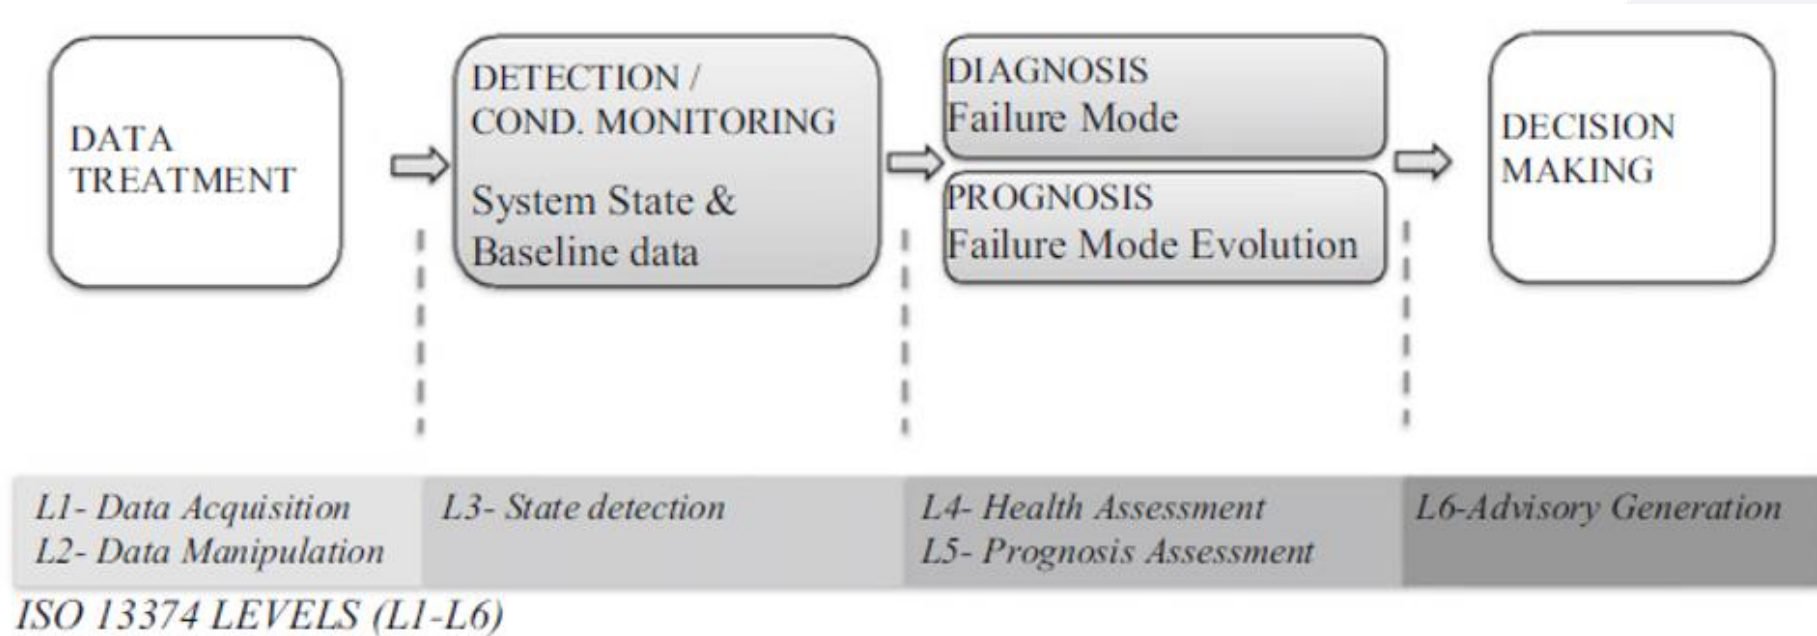 DATA
TREATMENT
DETECTION /
COND. MONITORING
System State &
Baseline data
DIAGNOSIS
Failure Mode
PROGNOSIS
Failure Mode Evolution
DECISION
MAKING
L1- Data Acquisition
L2- Data Manipulation
L3- State detection
L4- Health Assessment
L5- Prognosis Assessment
L6-Advisory Generation
ISO 13374 LEVELS (L1-L6)